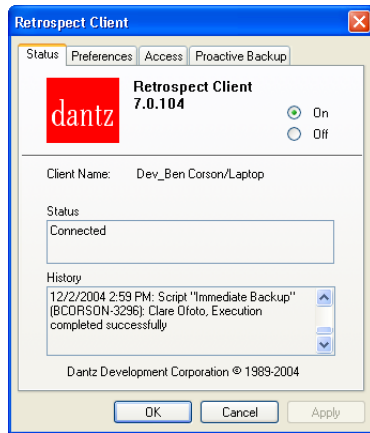 Retrospect Client
Status Preferences Access Proactive Backup
dantz
Retrospect Client
7.0.104
On
Off
Client Name: Dev_Ben Corson/Laptop
Status
Connected
History
12/2/2004 2:59 PM: Script "Immediate Backup"
(BCORSON-3296): Clare Ofoto, Execution
completed successfully
Dantz Development Corporation © 1989-2004
OK Cancel Apply